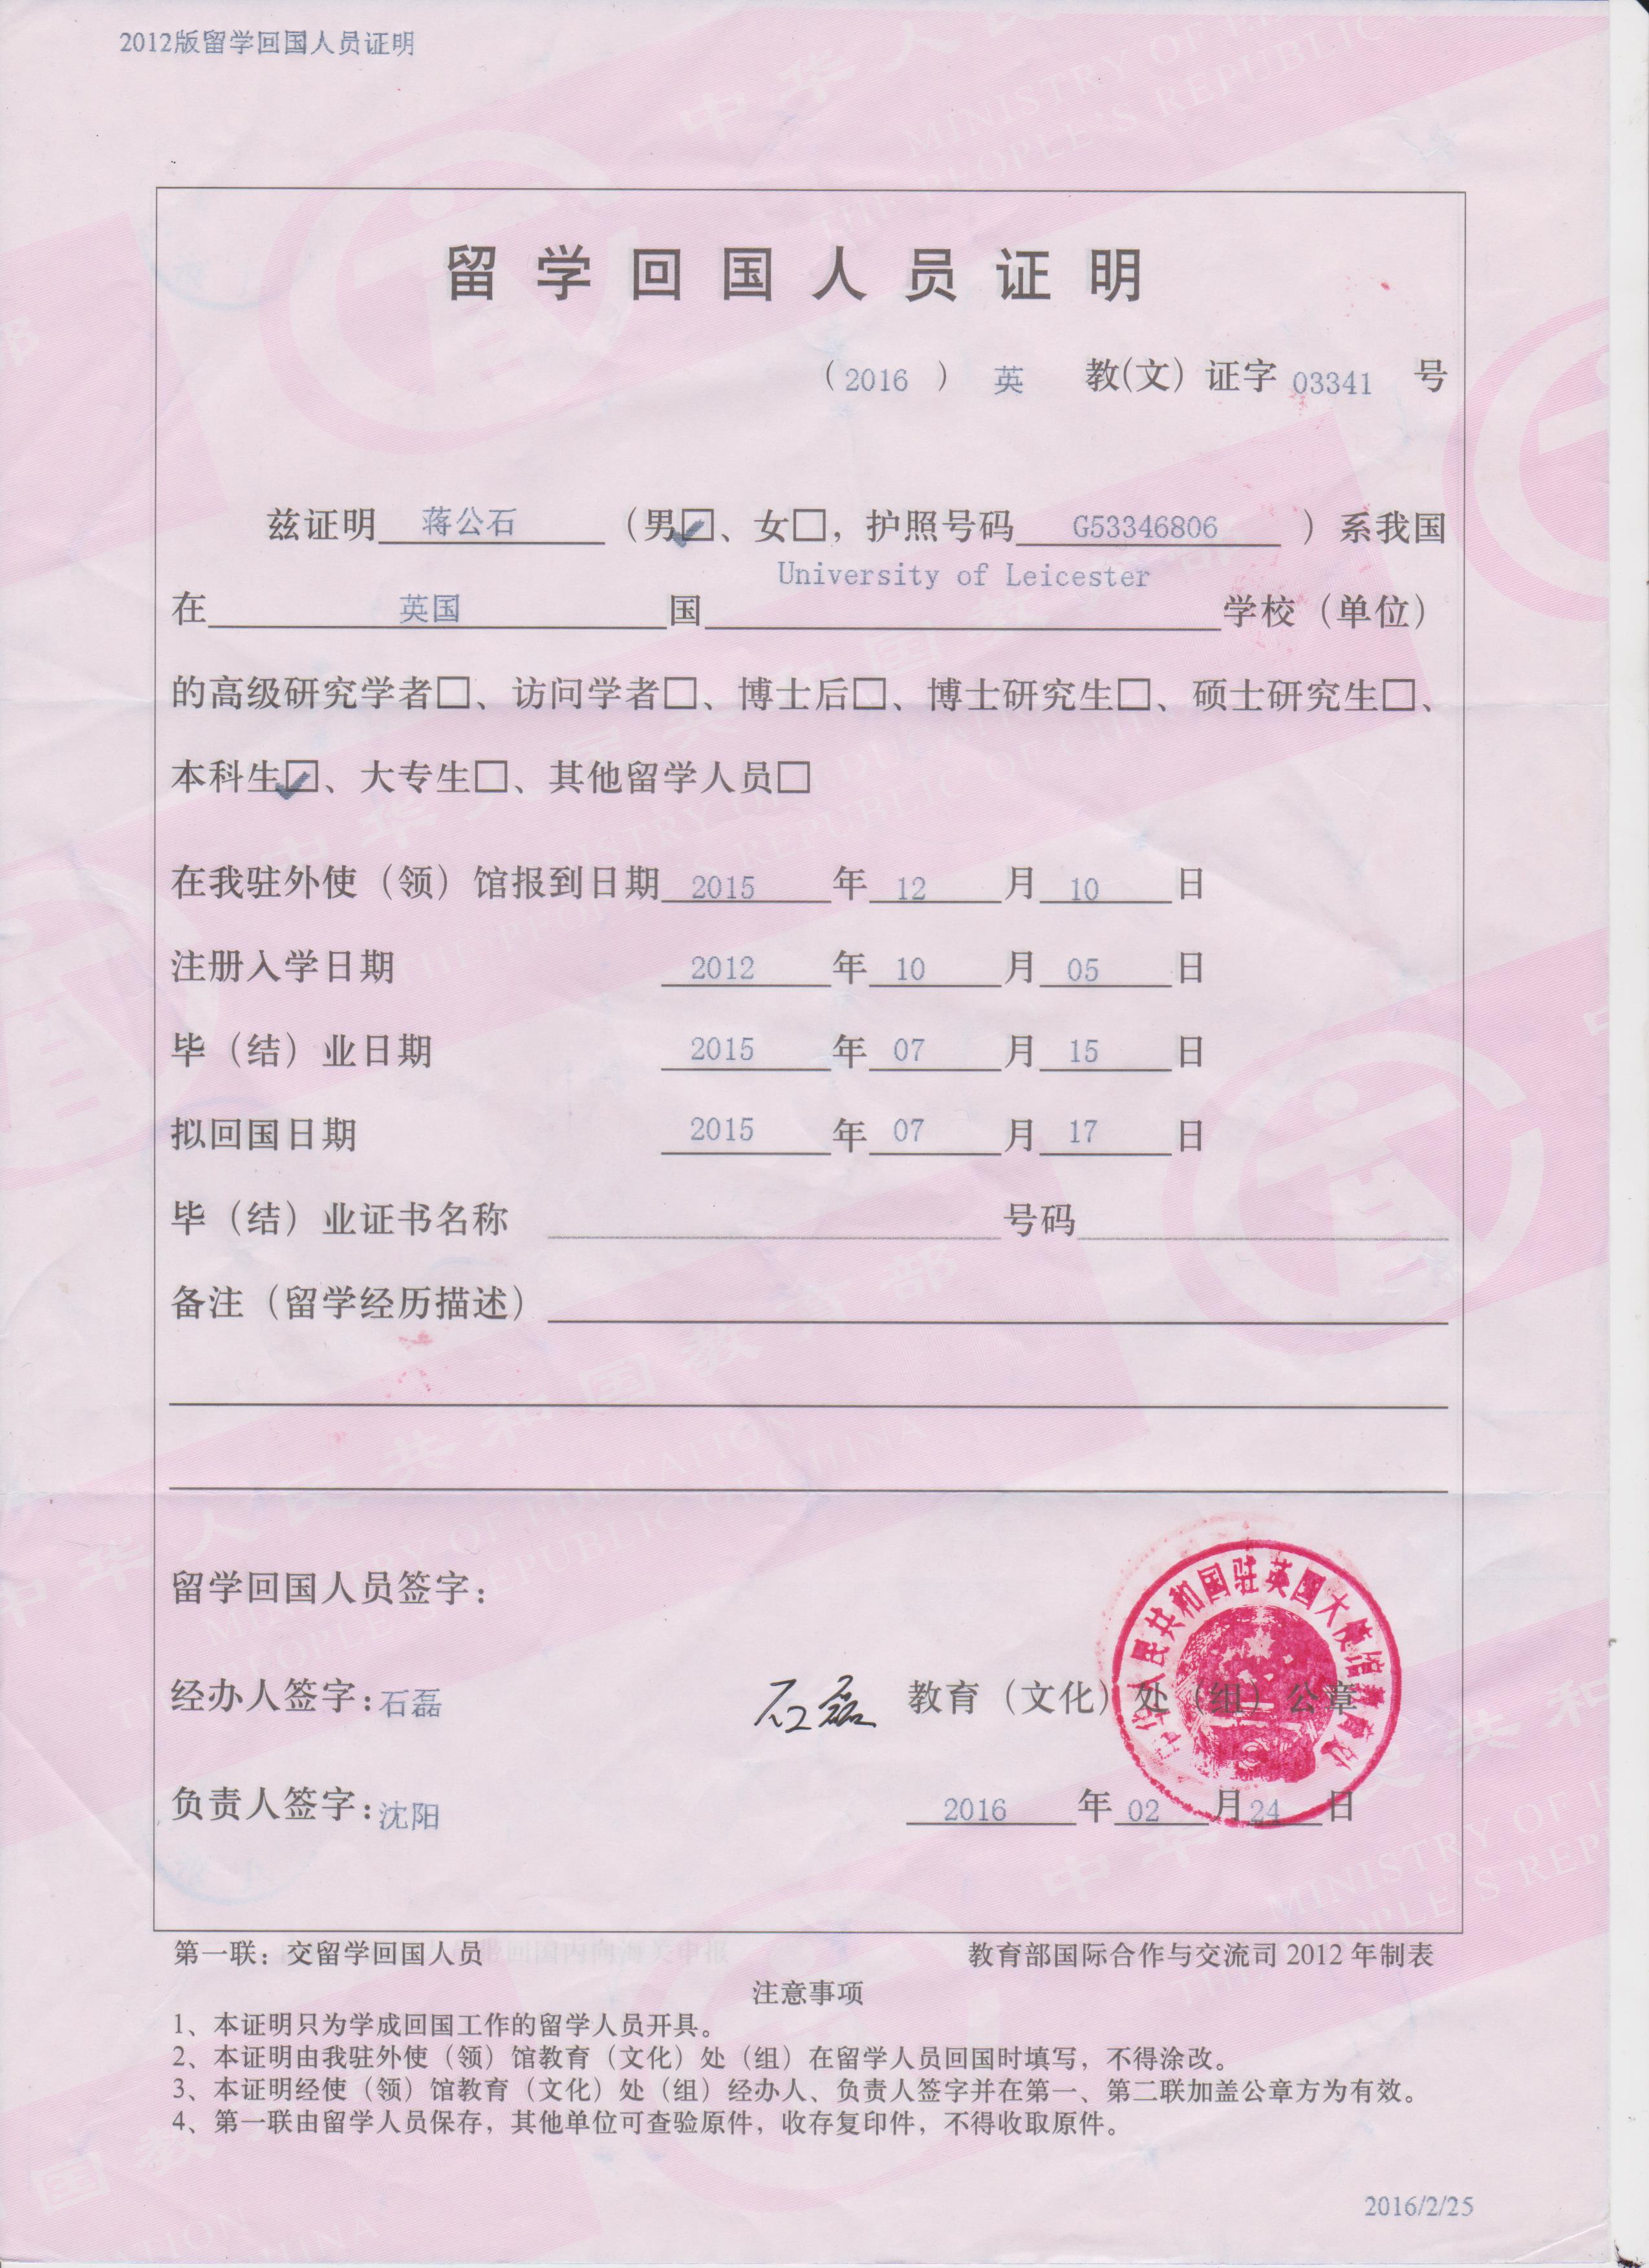 2012版留学回国人员证明
留学回国人员证明
（2016） 英 教(文）证字 03341 号
兹证明 蒋公石 （男☑、女□，护照号码 G53346806 ）系我国
在 英国 国 University of Leicester 学校（单位）
的高级研究学者□、访问学者□、博士后□、博士研究生□、硕士研究生□、
本科生☑、大专生□、其他留学人员□
在我驻外使（领）馆报到日期 2015 年 12 月 10 日
注册入学日期 2012 年 10 月 05 日
毕（结）业日期 2015 年 07 月 15 日
拟回国日期 2015 年 07 月 17 日
毕（结）业证书名称 号码
备注（留学经历描述）
留学回国人员签字：
经办人签字：石磊 石磊 教育（文化）处（组）公章
中华人民共和国驻英国大使馆教育处
负责人签字：沈阳 2016 年 02 月 24 日
第一联：交留学回国人员 教育部国际合作与交流司 2012 年制表
注意事项
1、本证明只为学成回国工作的留学人员开具。
2、本证明由我驻外使（领）馆教育（文化）处（组）在留学人员回国时填写，不得涂改。
3、本证明经使（领）馆教育（文化）处（组）经办人、负责人签字并在第一、第二联加盖公章方为有效。
4、第一联由留学人员保存，其他单位可查验原件，收存复印件，不得收取原件。
2016/2/25